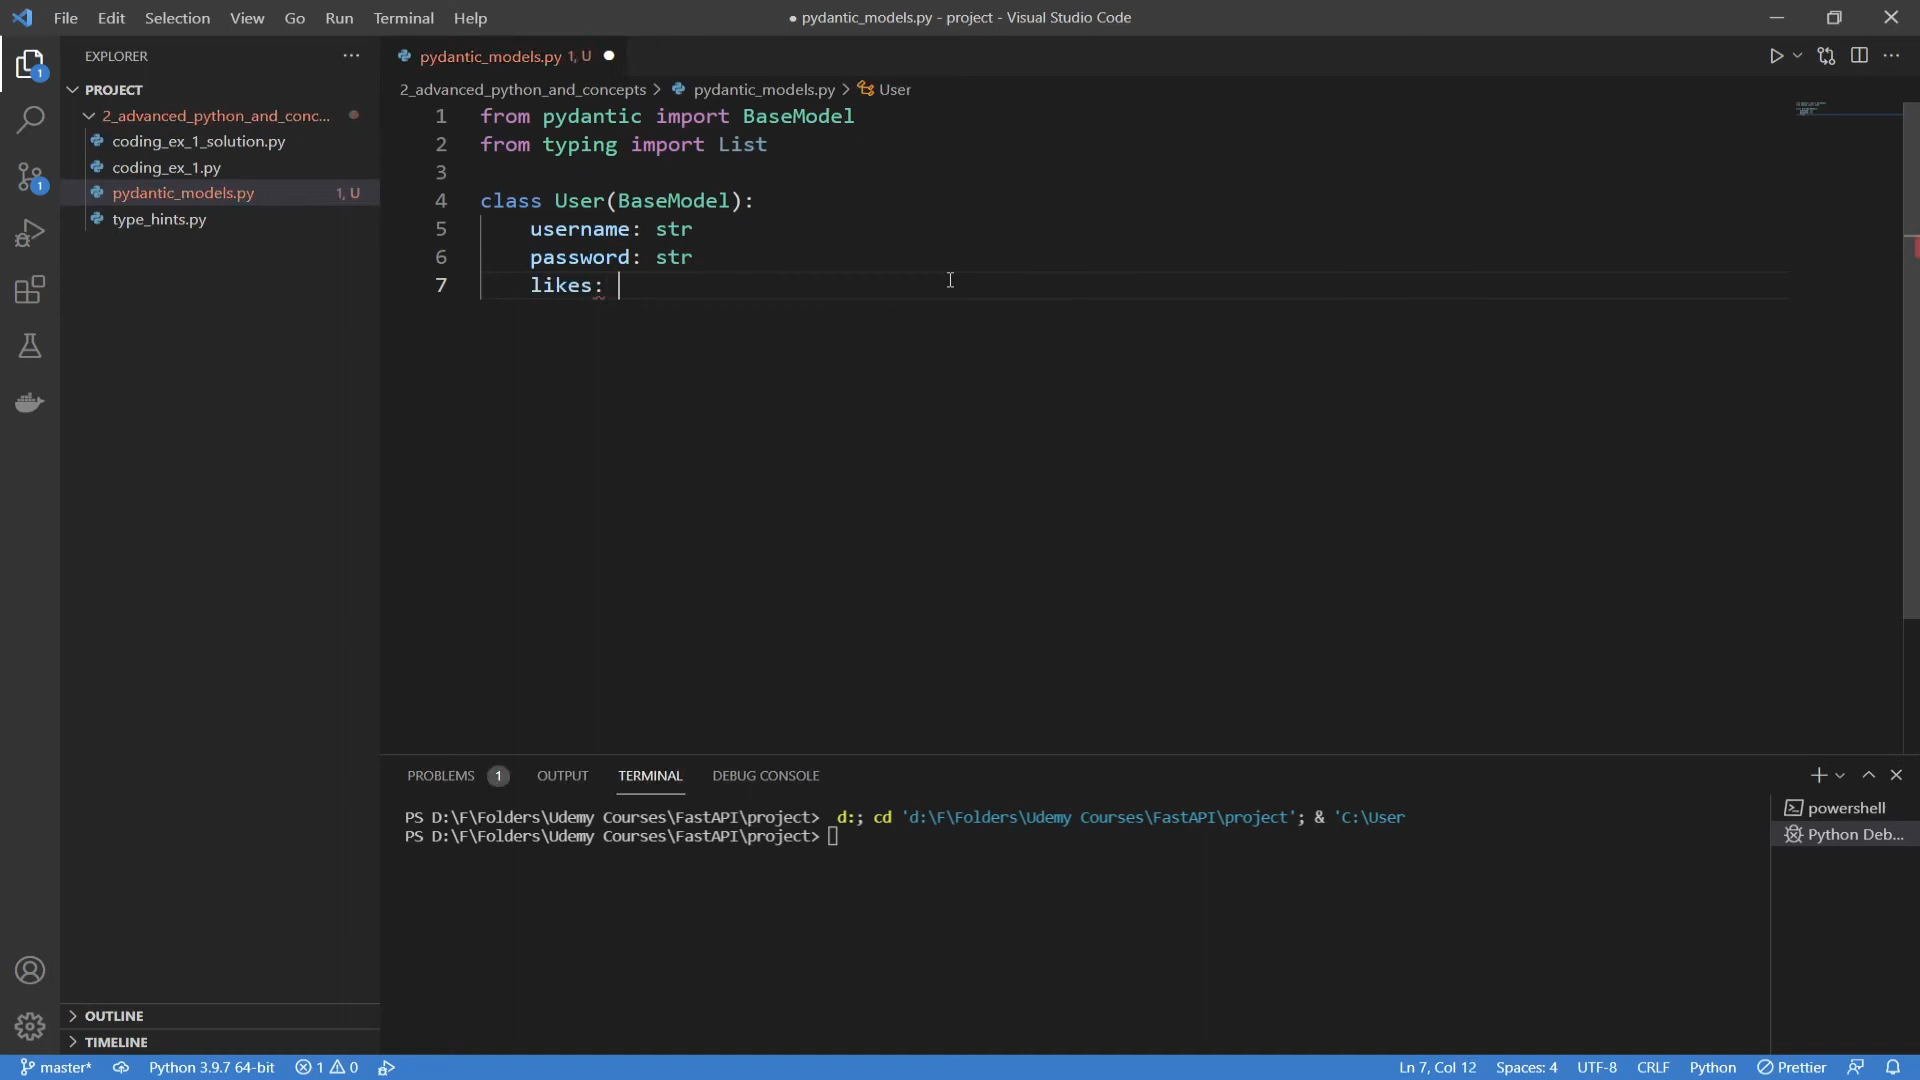 File Edit Selection View Go Run Terminal Help
● pydantic_models.py - project - Visual Studio Code
EXPLORER
PROJECT
2_advanced_python_and_conc...
coding_ex_1_solution.py
coding_ex_1.py
pydantic_models.py 1, U
type_hints.py
OUTLINE
TIMELINE
1
1
pydantic_models.py 1, U
2_advanced_python_and_concepts > pydantic_models.py > User
1 from pydantic import BaseModel
2 from typing import List
3
4 class User(BaseModel):
5 username: str
6 password: str
7 likes:
PROBLEMS 1 OUTPUT TERMINAL DEBUG CONSOLE
PS D:\F\Folders\Udemy Courses\FastAPI\project> d:; cd 'd:\F\Folders\Udemy Courses\FastAPI\project'; & 'C:\User
PS D:\F\Folders\Udemy Courses\FastAPI\project>
powershell
Python Deb...
master* Python 3.9.7 64-bit 1 0 Ln 7, Col 12 Spaces: 4 UTF-8 CRLF Python Prettier